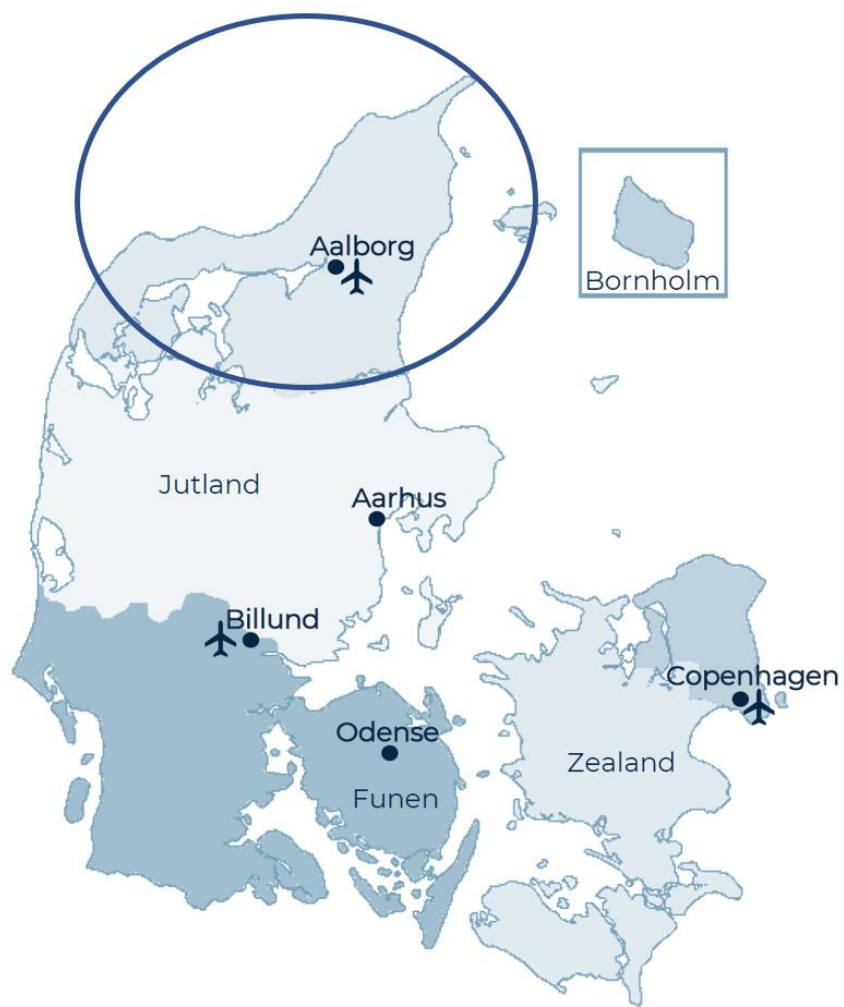 Aalborg
Bornholm
Jutland
Aarhus
Billund
Copenhagen
Odense
Zealand
Funen